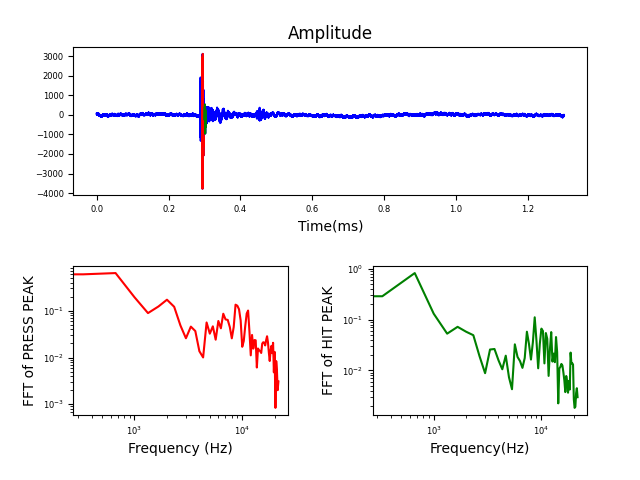 Amplitude
3000
2000
1000
0
−1000
−2000
−3000
−4000
0.0 0.2 0.4 0.6 0.8 1.0 1.2
Time(ms)
FFT of PRESS PEAK
10⁻¹
10⁻²
10⁻³
10³ 10⁴
Frequency (Hz)
FFT of HIT PEAK
10⁰
10⁻¹
10⁻²
10³ 10⁴
Frequency(Hz)